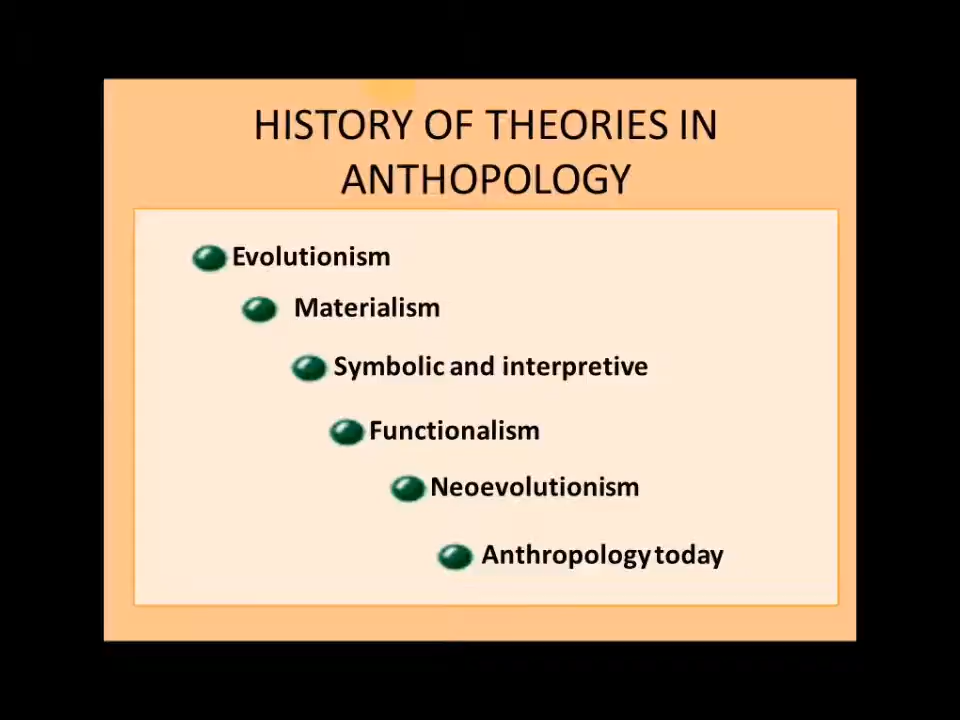 HISTORY OF THEORIES IN
ANTHOPOLOGY
Evolutionism
Materialism
Symbolic and interpretive
Functionalism
Neoevolutionism
Anthropology today